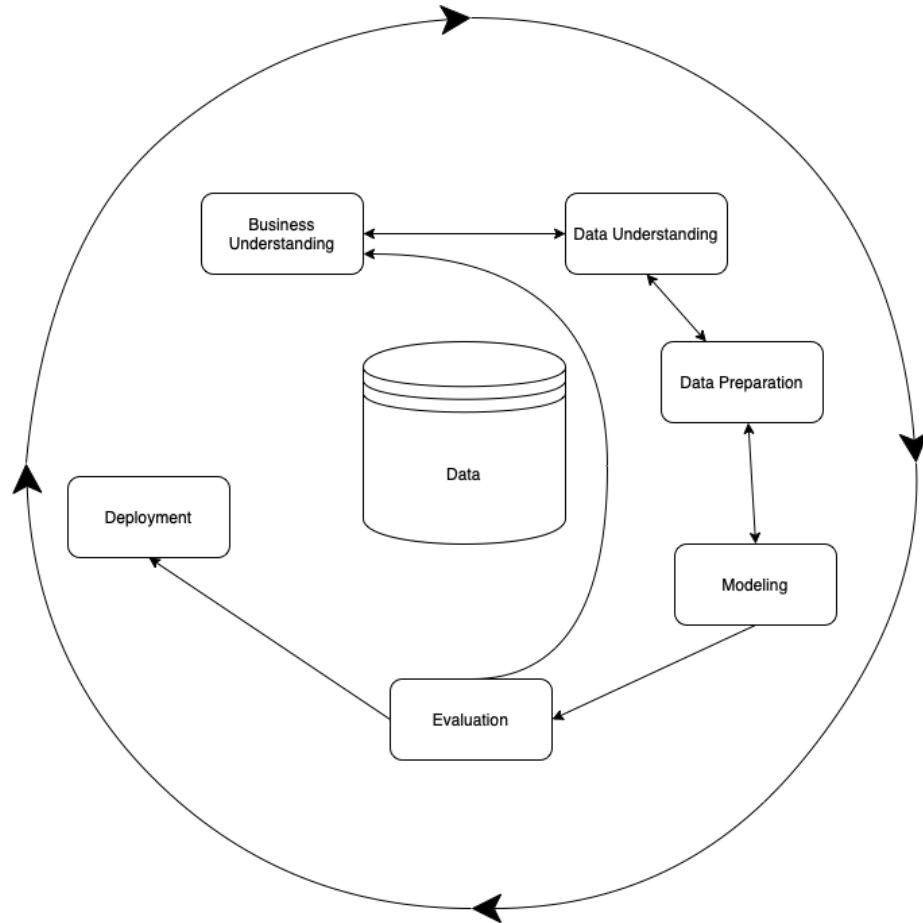 Business
Understanding
Data Understanding
Data Preparation
Data
Deployment
Modeling
Evaluation